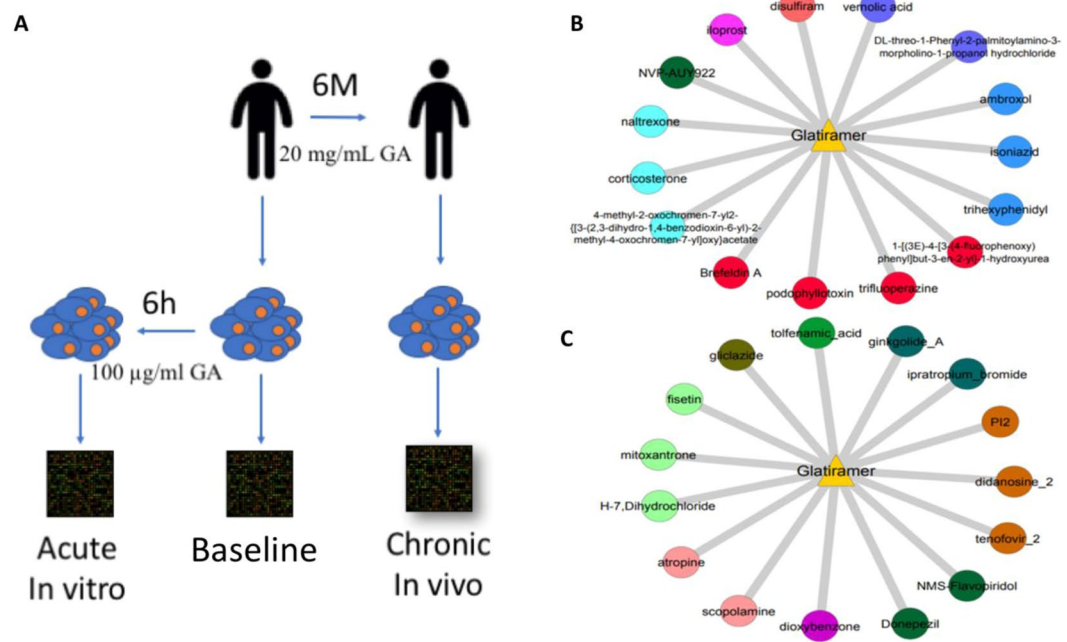 A
6M
20 mg/mL GA
6h
100 µg/ml GA
Acute
In vitro
Baseline
Chronic
In vivo
B
disulfiram
vernolic acid
iloprost
DL-threo-1-Phenyl-2-palmitoylamino-3-
morpholino-1-propanol hydrochloride
NVP-AUY922
ambroxol
naltrexone
Glatiramer
isoniazid
corticosterone
trihexyphenidyl
4-methyl-2-oxochromen-7-yl2-
{[3-(2,3-dihydro-1,4-benzodioxin-6-yl)-2-
methyl-4-oxochromen-7-yl]oxy}acetate
1-[(3E)-4-[3-(4-fluorophenoxy)
phenyl]but-3-en-2-yl]-1-hydroxyurea
Brefeldin A
podophyllotoxin
trifluoperazine
C
tolfenamic_acid
ginkgolide_A
gliclazide
ipratropium_bromide
fisetin
PI2
mitoxantrone
Glatiramer
didanosine_2
H-7,Dihydrochloride
tenofovir_2
atropine
NMS-Flavopiridol
scopolamine
dioxybenzone
Donepezil